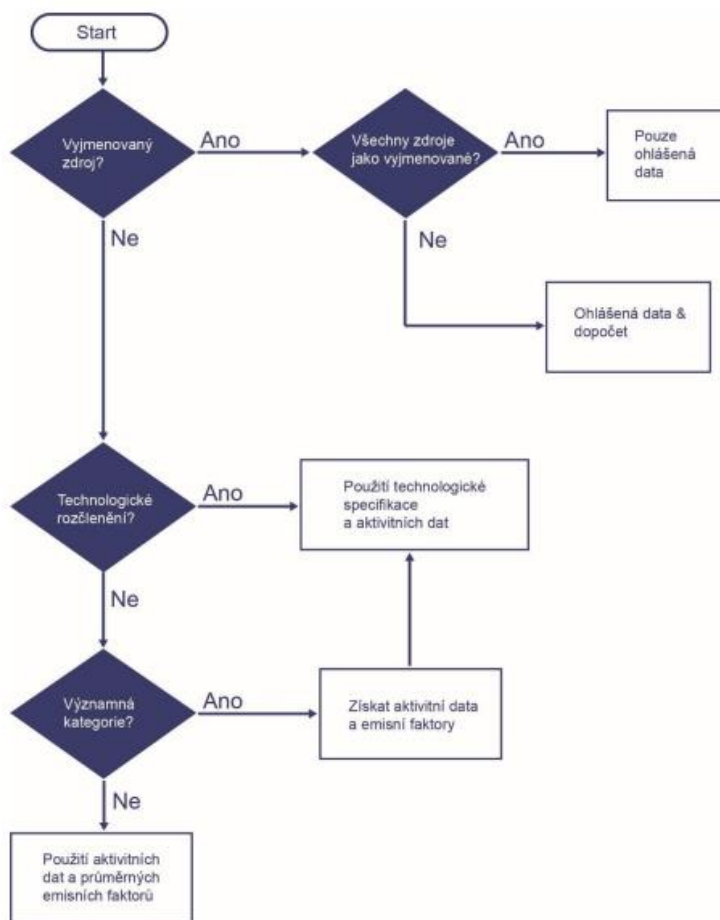 Start
Vyjmenovaný
zdroj?
Ano
Všechny zdroje
jako vyjmenované?
Ano
Pouze
ohlášená
data
Ne
Ne
Ohlášená data &
dopočet
Technologické
rozčlenění?
Ano
Použití technologické
specifikace
a aktivitních dat
Ne
Významná
kategorie?
Ano
Získat aktivitní data
a emisní faktory
Ne
Použití aktivitních
dat a průměrných
emisních faktorů